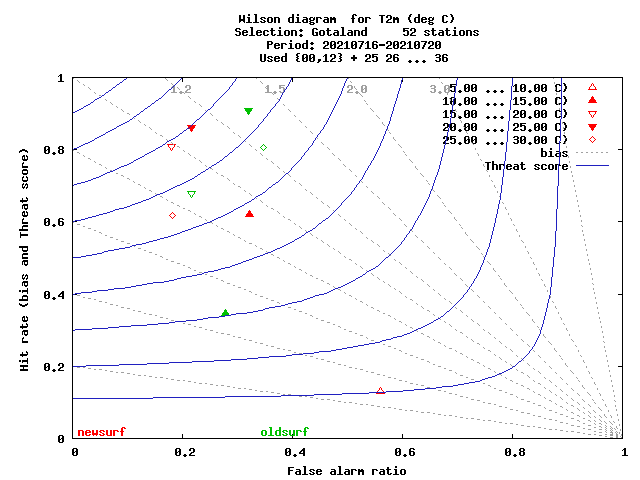 Wilson diagram  for T2m (deg C)
Selection: Gotaland     52 stations
Period: 20210716-20210720
Used {00,12} + 25 26 ... 36
1
0.8
0.6
0.4
0.2
0
Hit rate (bias and Threat score)
1.2
1.5
2.0
3.0
5.00 ... 10.00 C)
10.00 ... 15.00 C)
15.00 ... 20.00 C)
20.00 ... 25.00 C)
25.00 ... 30.00 C)
bias
Threat score
newsurf
oldsurf
0 0.2 0.4 0.6 0.8 1
False alarm ratio